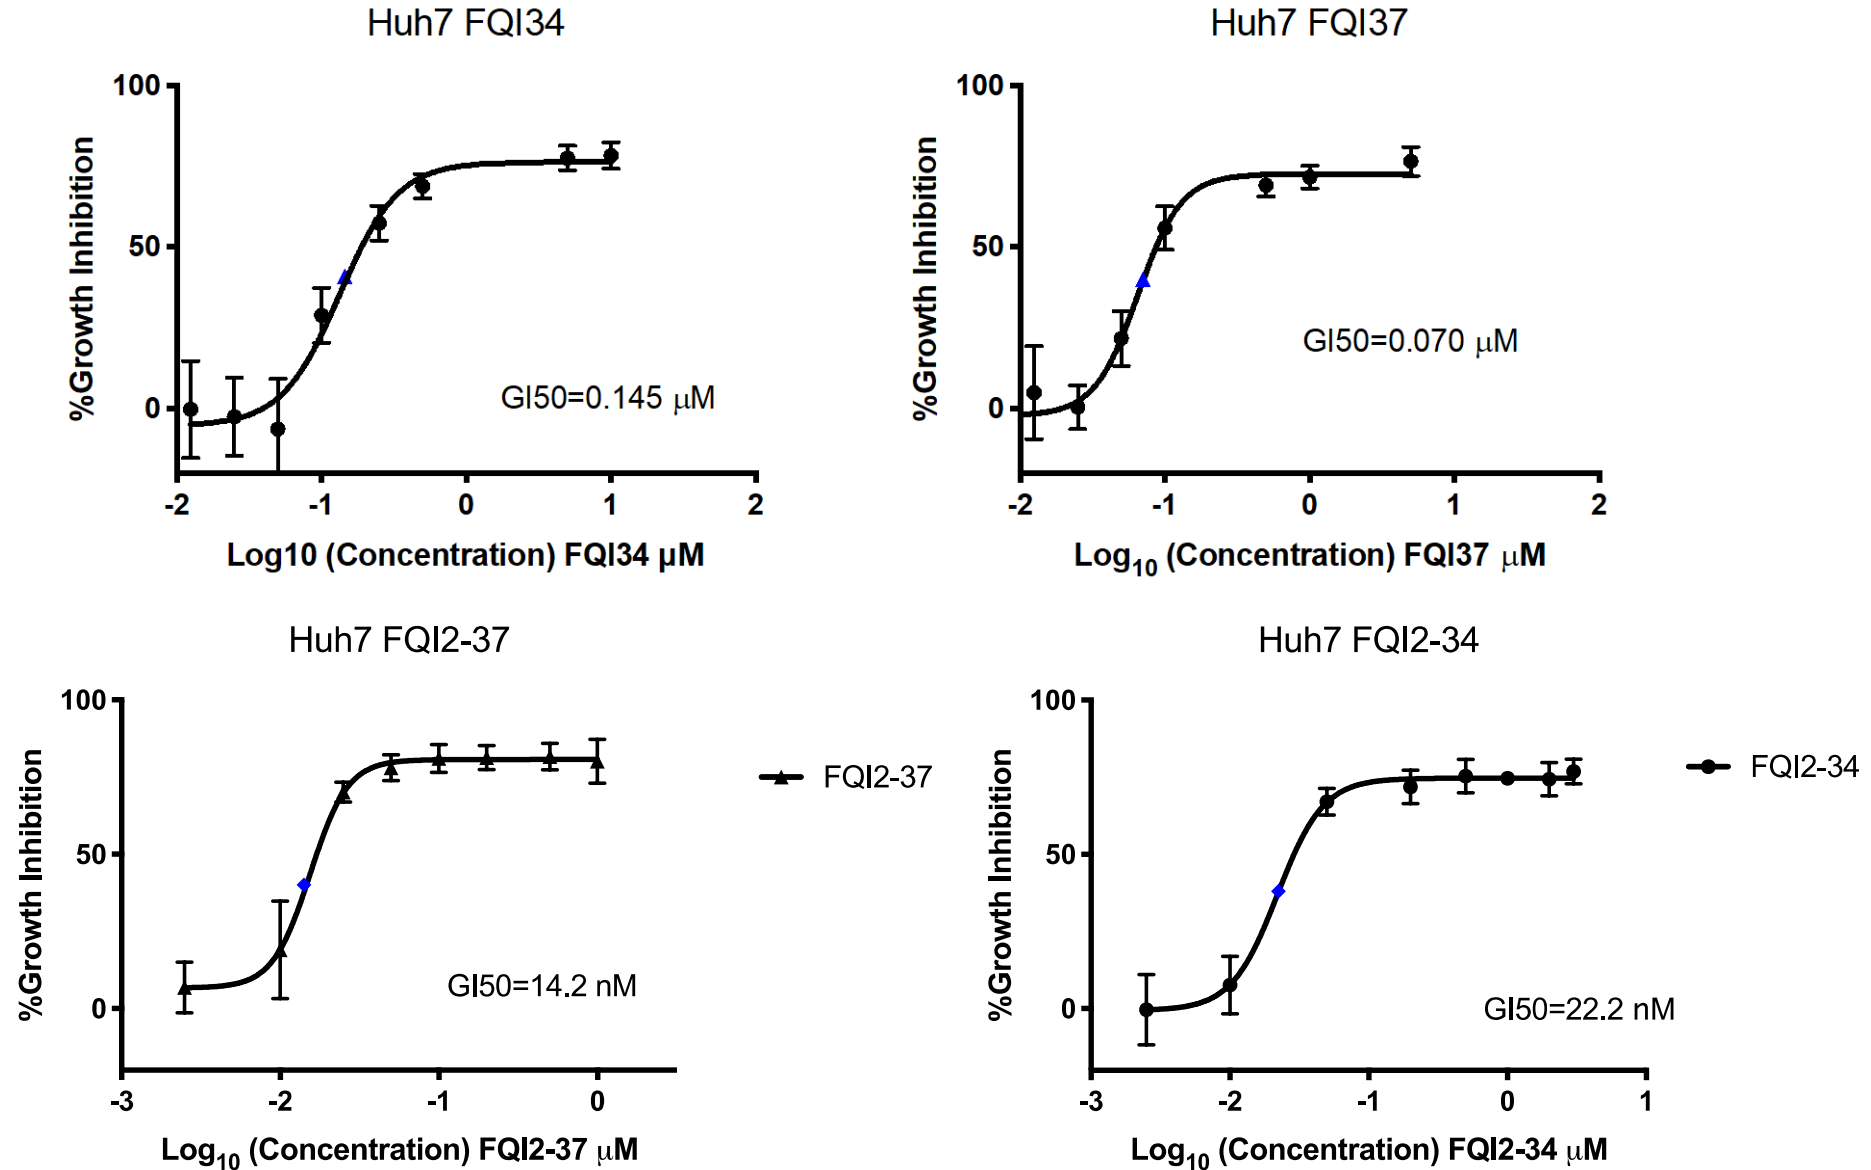 Huh7 FQI34
100
50
0
%Growth Inhibition
GI50=0.145 μM
-2 -1 0 1 2
Log10 (Concentration) FQI34 µM
Huh7 FQI37
100
50
0
%Growth Inhibition
GI50=0.070 μM
-2 -1 0 1 2
Log10 (Concentration) FQI37 μM
Huh7 FQI2-37
100
50
0
%Growth Inhibition
FQI2-37
GI50=14.2 nM
-3 -2 -1 0
Log10 (Concentration) FQI2-37 μM
Huh7 FQI2-34
100
50
0
%Growth Inhibition
FQI2-34
GI50=22.2 nM
-3 -2 -1 0 1
Log10 (Concentration) FQI2-34 μM